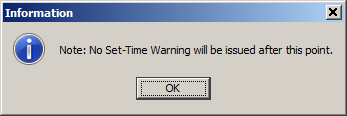 Information
Note: No Set-Time Warning will be issued after this point.
OK